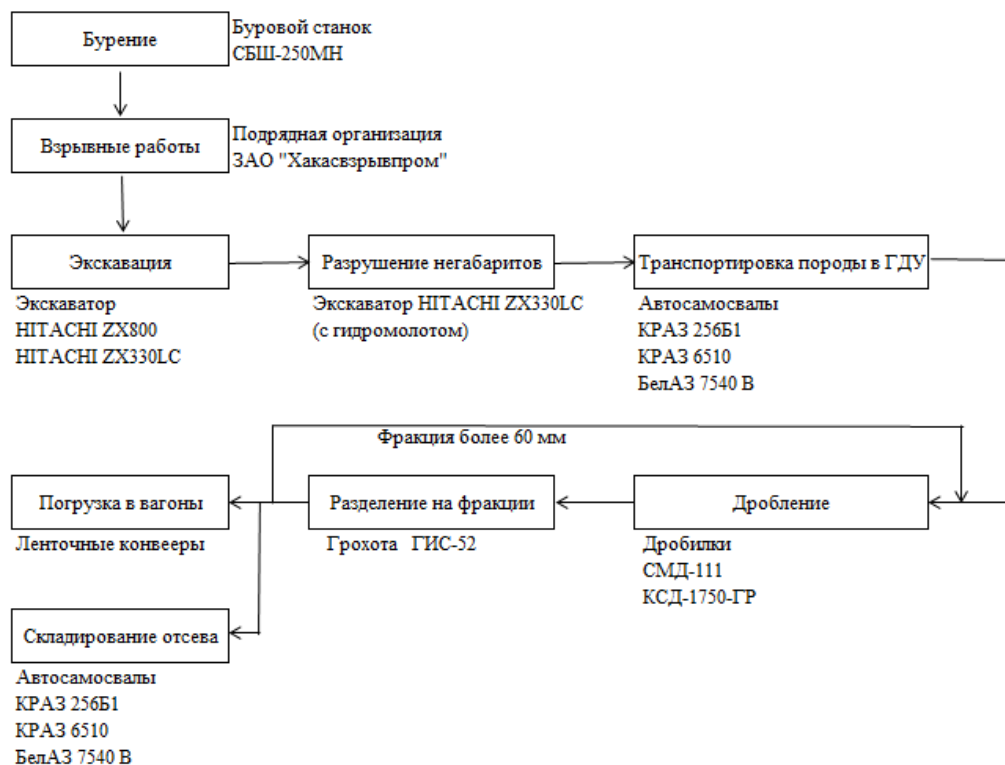 Бурение
Буровой станок
СБШ-250МН
Взрывные работы
Подрядная организация
ЗАО "Хакасвзрывпром"
Экскавация
Экскаватор
HITACHI ZX800
HITACHI ZX330LC
Разрушение негабаритов
Экскаватор HITACHI ZX330LC
(с гидромолотом)
Транспортировка породы в ГДУ
Автосамосвалы
КРАЗ 256Б1
КРАЗ 6510
БелАЗ 7540 В
Фракция более 60 мм
Погрузка в вагоны
Ленточные конвееры
Разделение на фракции
Грохота ГИС-52
Дробление
Дробилки
СМД-111
КСД-1750-ГР
Складирование отсева
Автосамосвалы
КРАЗ 256Б1
КРАЗ 6510
БелАЗ 7540 В